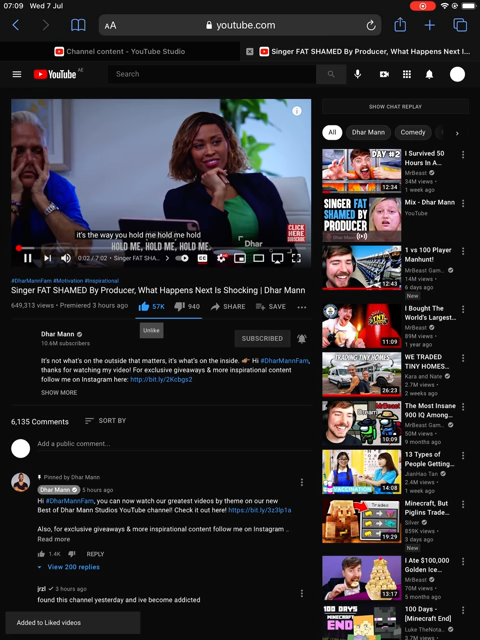 07:09 Wed 7 Jul
AA
youtube.com
Channel content - YouTube Studio
Singer FAT SHAMED By Producer, What Happens Next I...
YouTube AE
Search
it's the way you hold me hold me hold
HOLD ME, HOLD ME, HOLD ME.
CLICK HERE
SUBSCRIBE
Dhar
0:02 / 7:02 • Singer FAT SHA...
#DharMannFam #Motivation #Inspirational
Singer FAT SHAMED By Producer, What Happens Next Is Shocking | Dhar Mann
649,313 views • Premiered 3 hours ago
57K
940
SHARE
SAVE
Unlike
Dhar Mann
10.6M subscribers
SUBSCRIBED
It's not what's on the outside that matters, it's what's on the inside. Hi #DharMannFam,
thanks for watching my video! For exclusive giveaways & more inspirational content
follow me on Instagram here: http://bit.ly/2Kcbgs2
SHOW MORE
6,135 Comments
SORT BY
Add a public comment...
Pinned by Dhar Mann
Dhar Mann 5 hours ago
Hi #DharMannFam, you can now watch our greatest videos by theme on our new
Best of Dhar Mann Studios YouTube channel! Check it out here! https://bit.ly/3z3lp1a
Also, for exclusive giveaways & more inspirational content follow on Instagram ..
Read more
1.4K
REPLY
View 200 replies
jrzl ✓ 3 hours ago
found this channel yesterday and ive become addicted
Added to Liked videos
SHOW CHAT REPLAY
All
Dhar Mann
Comedy
DAY #2
12:34
I Survived 50
Hours In A...
MrBeast
34M views •
1 week ago
SINGER FAT
SHAMED BY
PRODUCER
Mix - Dhar Mann
YouTube
12:43
1 vs 100 Player
Manhunt!
MrBeast Gam...
14M views •
6 days ago
New
11:09
I Bought The
World's Largest...
MrBeast
89M views •
1 year ago
TRADING TINY HOMES
26:23
WE TRADED
TINY HOMES...
Kara and Nate
2.7M views •
2 weeks ago
Dream
10:09
The Most Insane
900 IQ Among...
MrBeast Gam...
50M views •
9 months ago
VACCINATION
14:08
13 Types of
People Getting...
JianHao Tan
2.4M views •
1 week ago
Trades
19:29
Minecraft, But
Piglins Trade...
Silver
839K views •
3 days ago
New
13:17
I Ate $100,000
Golden Ice...
MrBeast
70M views •
5 months ago
100 DAYS
MINECRAFT
END
100 Days -
[Minecraft End]
Luke TheNota...